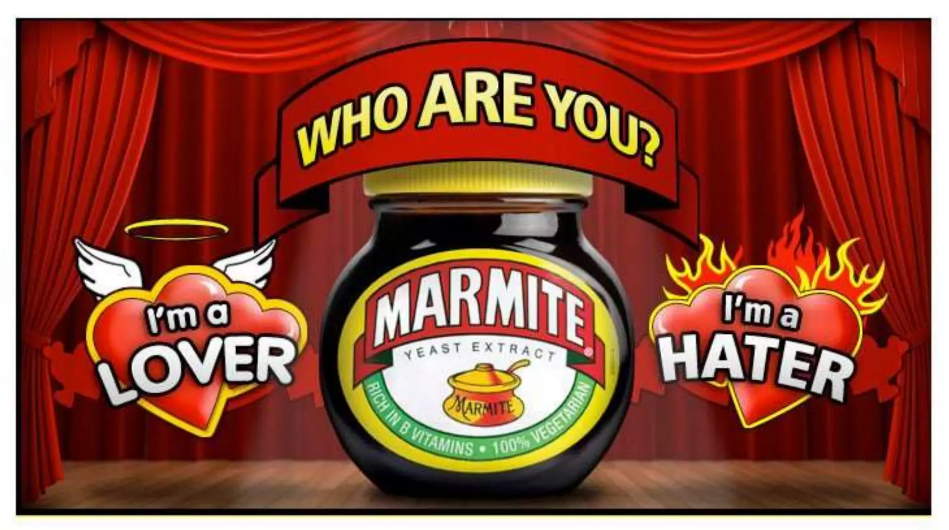 WHO ARE YOU?
I'm a
LOVER
MARMITE
YEAST EXTRACT
MARMITE
RICH IN B VITAMINS • 100% VEGETARIAN
I'm a
HATER